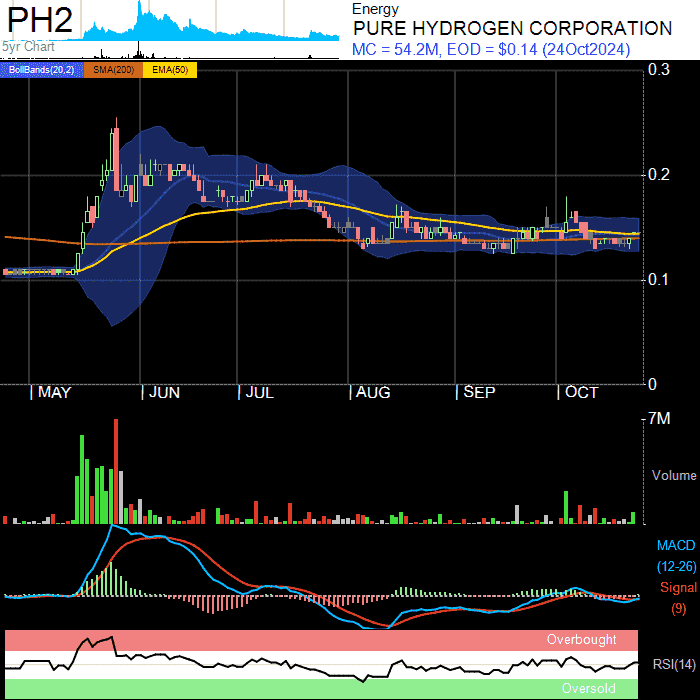 PH2
5yr Chart
Energy
PURE HYDROGEN CORPORATION
MC = 54.2M, EOD = $0.14 (24Oct2024)
BollBands(20,2) SMA(200) EMA(50)
0.3
0.2
0.1
0
MAY JUN JUL AUG SEP OCT
7M
Volume
MACD
(12-26)
Signal
(9)
Overbought
RSI(14)
Oversold